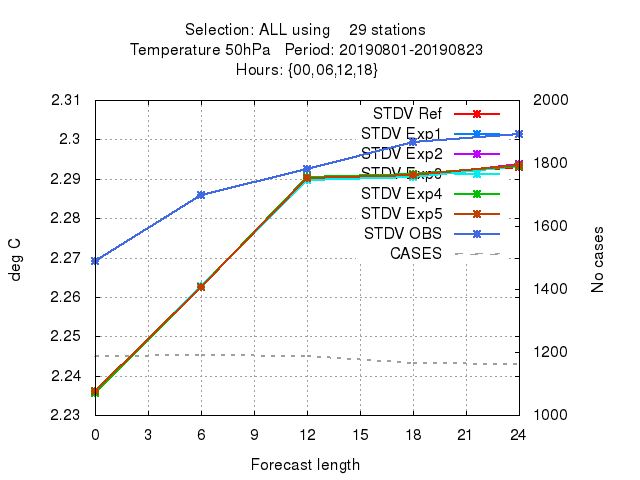 Selection: ALL using    29 stations
Temperature 50hPa   Period: 20190801-20190823
Hours: {00,06,12,18}
2.31
2.3
2.29
2.28
2.27
2.26
2.25
2.24
2.23
deg C
STDV Ref
STDV Exp1
STDV Exp2
STDV Exp3
STDV Exp4
STDV Exp5
STDV OBS
CASES
2000
1800
1600
1400
1200
1000
No cases
0 3 6 9 12 15 18 21 24
Forecast length